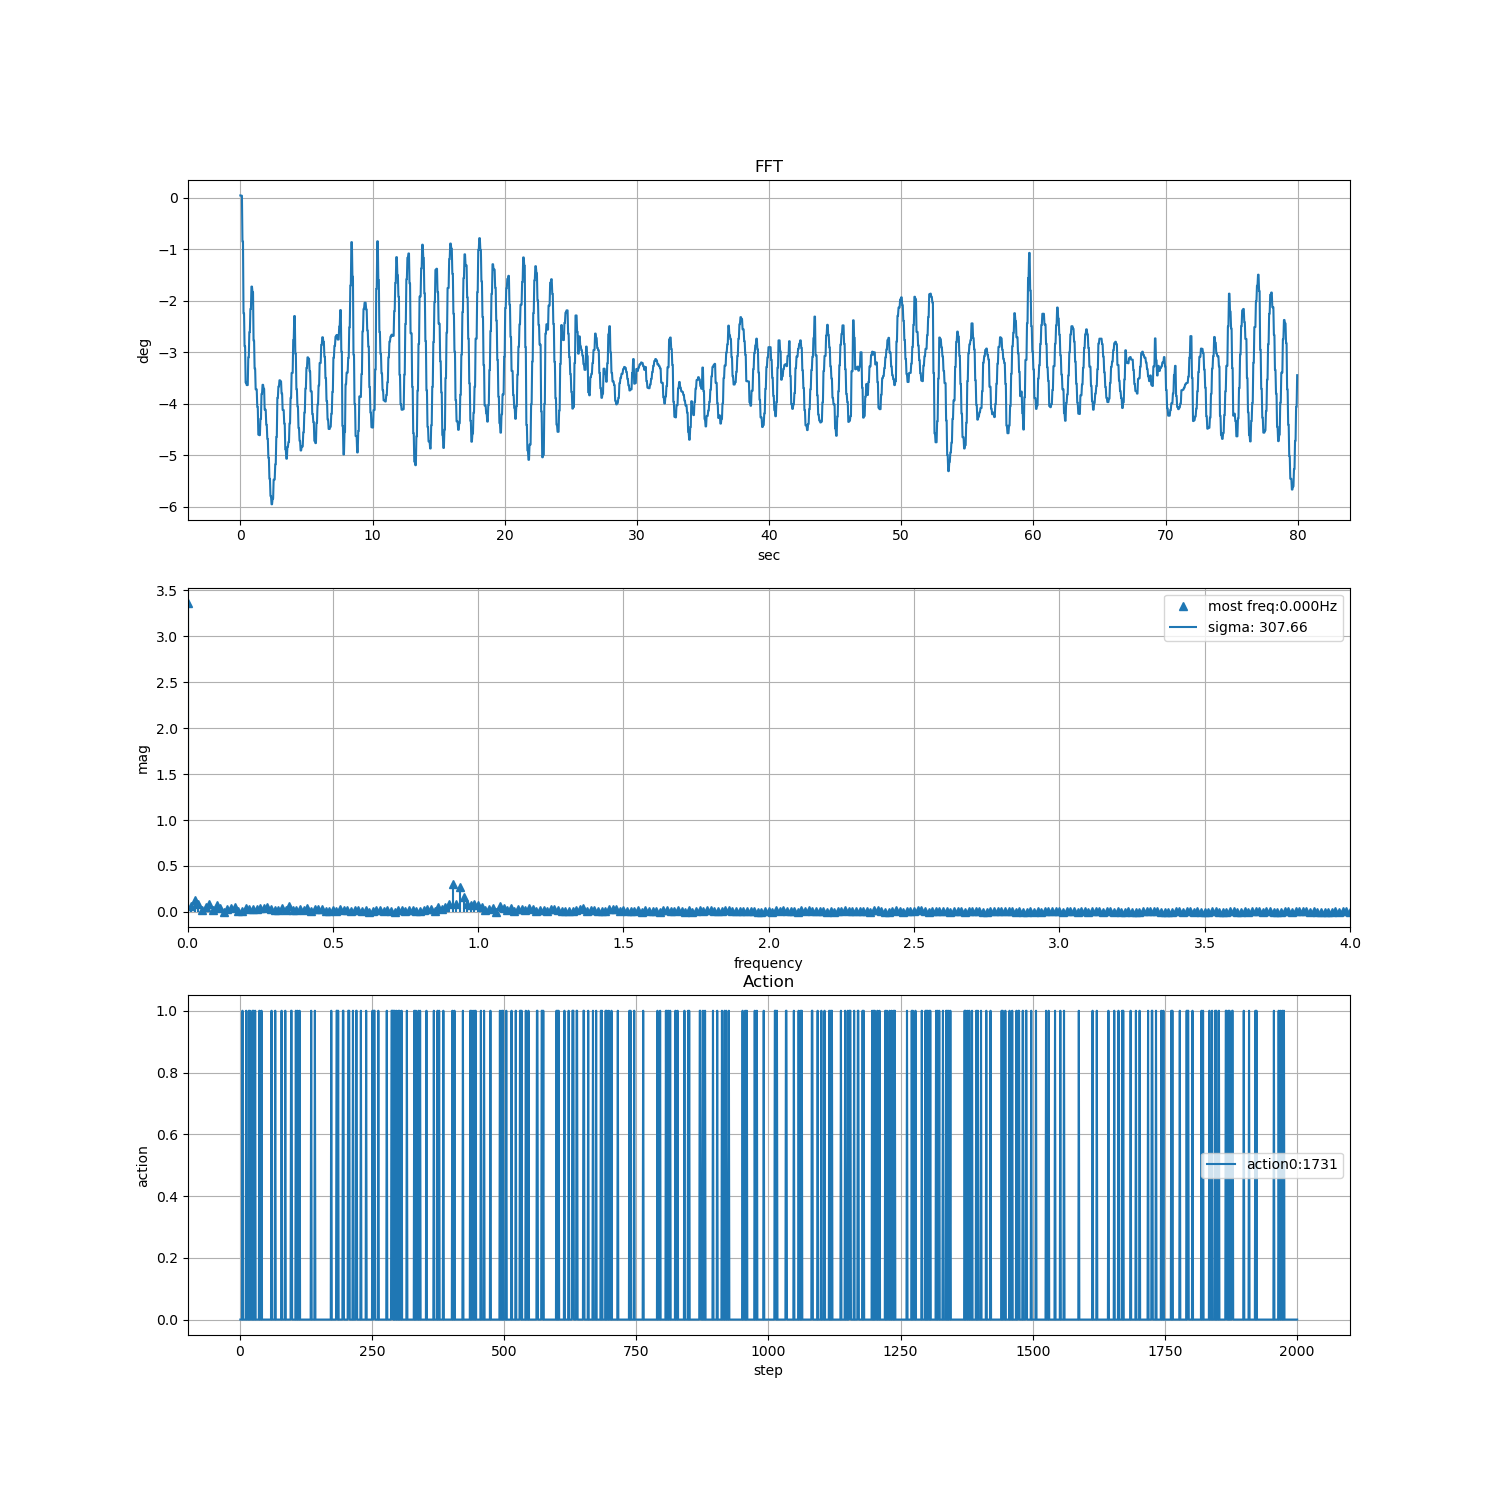 FFT
0
−1
−2
−3
−4
−5
−6
deg
0 10 20 30 40 50 60 70 80
sec
3.5
3.0
2.5
2.0
1.5
1.0
0.5
0.0
mag
most freq:0.000Hz
sigma: 307.66
0.0 0.5 1.0 1.5 2.0 2.5 3.0 3.5 4.0
frequency
Action
1.0
0.8
0.6
0.4
0.2
0.0
action
action0:1731
0 250 500 750 1000 1250 1500 1750 2000
step